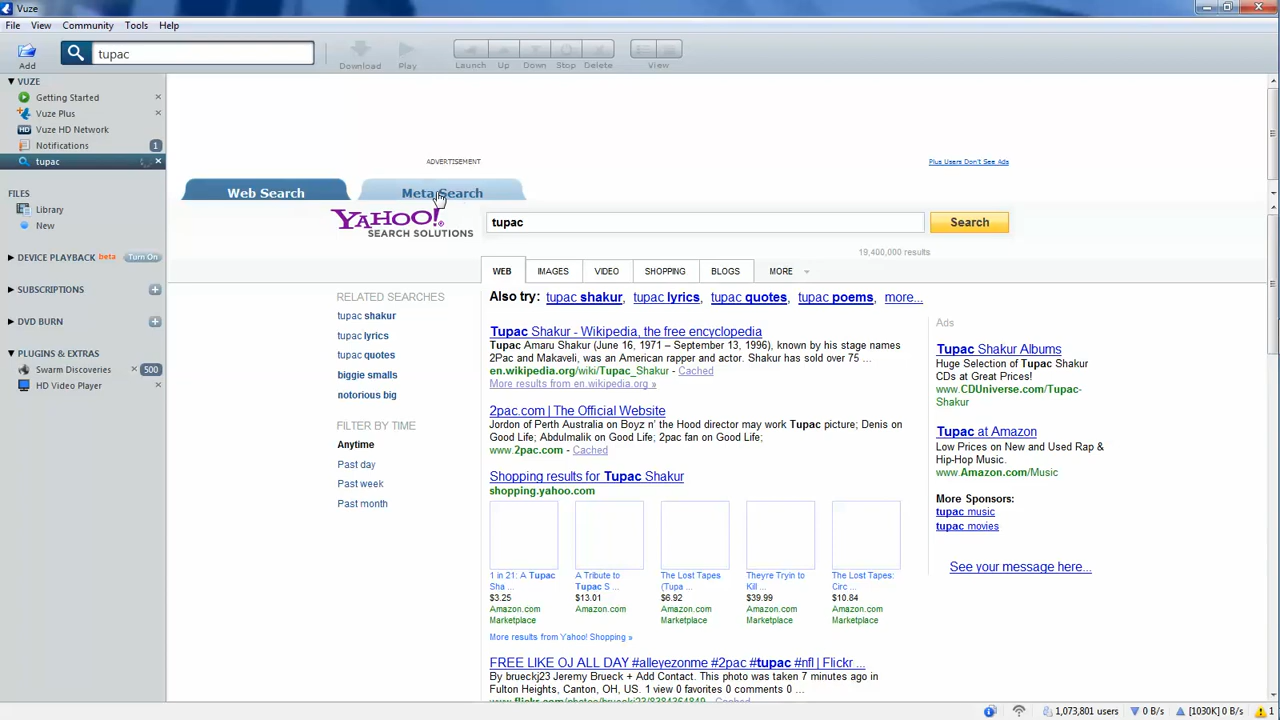 Vuze
File View Community Tools Help
Add
tupac
Download Play Launch Up Down Stop Delete View
VUZE
Getting Started
Vuze Plus
HD Vuze HD Network
Notifications 1
tupac
FILES
Library
New
DEVICE PLAYBACK beta Turn On
SUBSCRIPTIONS
DVD BURN
PLUGINS & EXTRAS
Swarm Discoveries 500
HD Video Player
ADVERTISEMENT
Plus Users Don't See Ads
Web Search Meta Search
YAHOO! SEARCH SOLUTIONS
tupac
Search
19,400,000 results
WEB IMAGES VIDEO SHOPPING BLOGS MORE
RELATED SEARCHES
tupac shakur
tupac lyrics
tupac quotes
biggie smalls
notorious big
FILTER BY TIME
Anytime
Past day
Past week
Past month
Also try: tupac shakur, tupac lyrics, tupac quotes, tupac poems, more...
Tupac Shakur - Wikipedia, the free encyclopedia
Tupac Amaru Shakur (June 16, 1971 – September 13, 1996), known by his stage names
2Pac and Makaveli, was an American rapper and actor. Shakur has sold over 75 ...
en.wikipedia.org/wiki/Tupac_Shakur - Cached
More results from en.wikipedia.org »
2pac.com | The Official Website
Jordon of Perth Australia on Boyz n' the Hood director may work Tupac picture; Denis on
Good Life; Abdulmalik on Good Life; 2pac fan on Good Life;
www.2pac.com - Cached
Shopping results for Tupac Shakur
shopping.yahoo.com
1 in 21: A Tupac
Sha ...
$3.25
Amazon.com
Marketplace
A Tribute to
Tupac S ...
$13.01
Amazon.com
The Lost Tapes
(Tupa ...
$6.92
Amazon.com
Marketplace
Theyre Tryin to
Kill ...
$39.99
Amazon.com
Marketplace
The Lost Tapes:
Circ ...
$10.84
Amazon.com
Marketplace
More results from Yahoo! Shopping »
FREE LIKE OJ ALL DAY #alleyezonme #2pac #tupac #nfl | Flickr ...
By brueckj23 Jeremy Brueck + Add Contact. This photo was taken 7 minutes ago in
Fulton Heights, Canton, OH, US. 1 view 0 favorites 0 comments 0 ...
Ads
Tupac Shakur Albums
Huge Selection of Tupac Shakur
CDs at Great Prices!
www.CDUniverse.com/Tupac-
Shakur
Tupac at Amazon
Low Prices on New and Used Rap &
Hip-Hop Music.
www.Amazon.com/Music
More Sponsors:
tupac music
tupac movies
See your message here...
1,073,801 users 0 B/s [1030K] 0 B/s 1